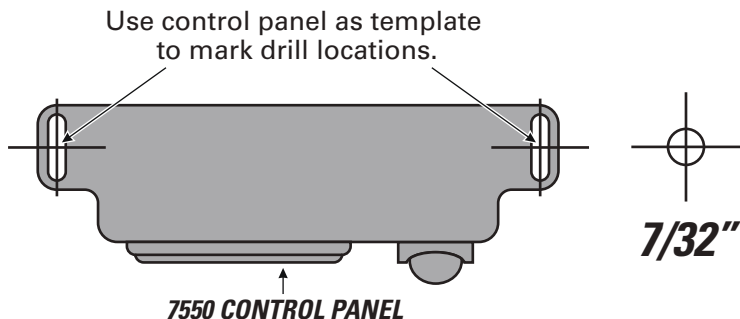 Use control panel as template
to mark drill locations.
7/32"
7550 CONTROL PANEL